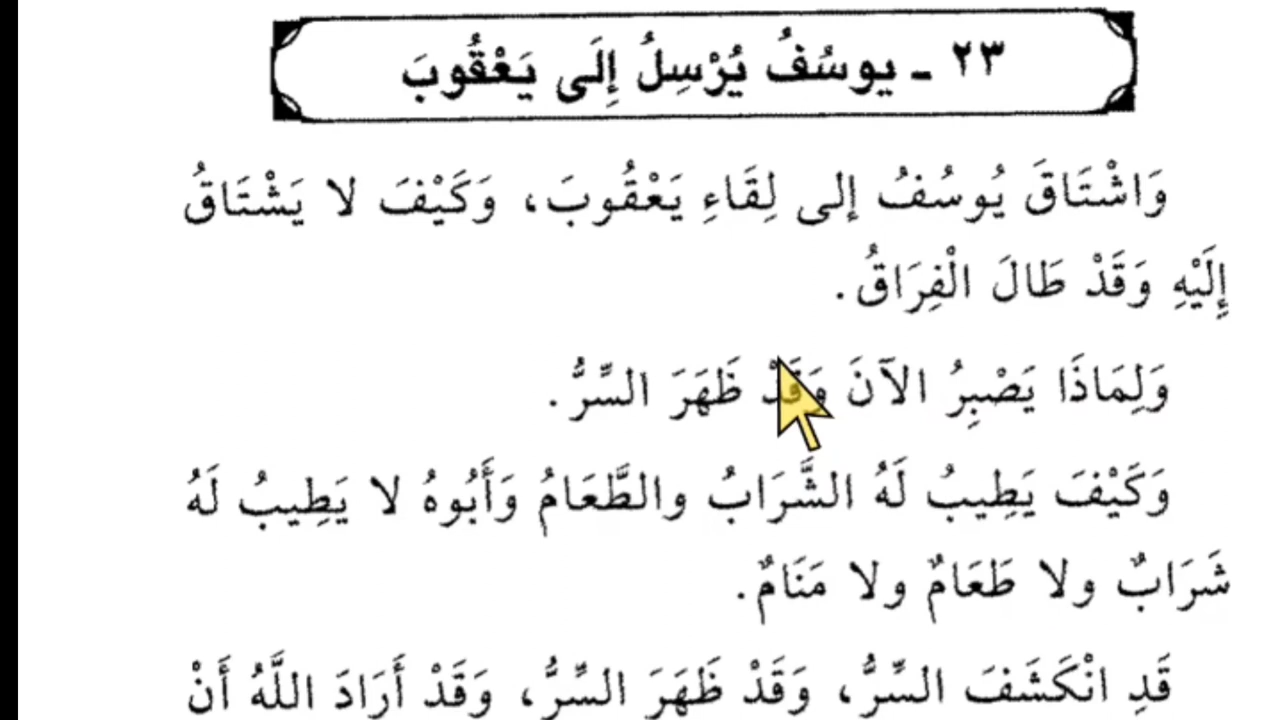 ٢٣ ـ يوسُفُ يُرْسِلُ إِلَى يَعْقُوبَ
وَاشْتَاقَ يُوسُفُ إلى لِقَاءِ يَعْقُوبَ، وَكَيْفَ لا يَشْتَاقُ
إِلَيْهِ وَقَدْ طَالَ الْفِرَاقُ.
وَلِمَاذَا يَصْبِرُ الآنَ وَقَدْ ظَهَرَ السِّرُّ.
وَكَيْفَ يَطِيبُ لَهُ الشَّرَابُ والطَّعَامُ وَأَبُوهُ لا يَطِيبُ لَهُ
شَرَابٌ ولا طَعَامٌ ولا مَنَامٌ.
قَدِ انْكَشَفَ السِّرُّ، وَقَدْ ظَهَرَ السِّرُّ، وَقَدْ أَرَادَ اللَّهُ أَنْ